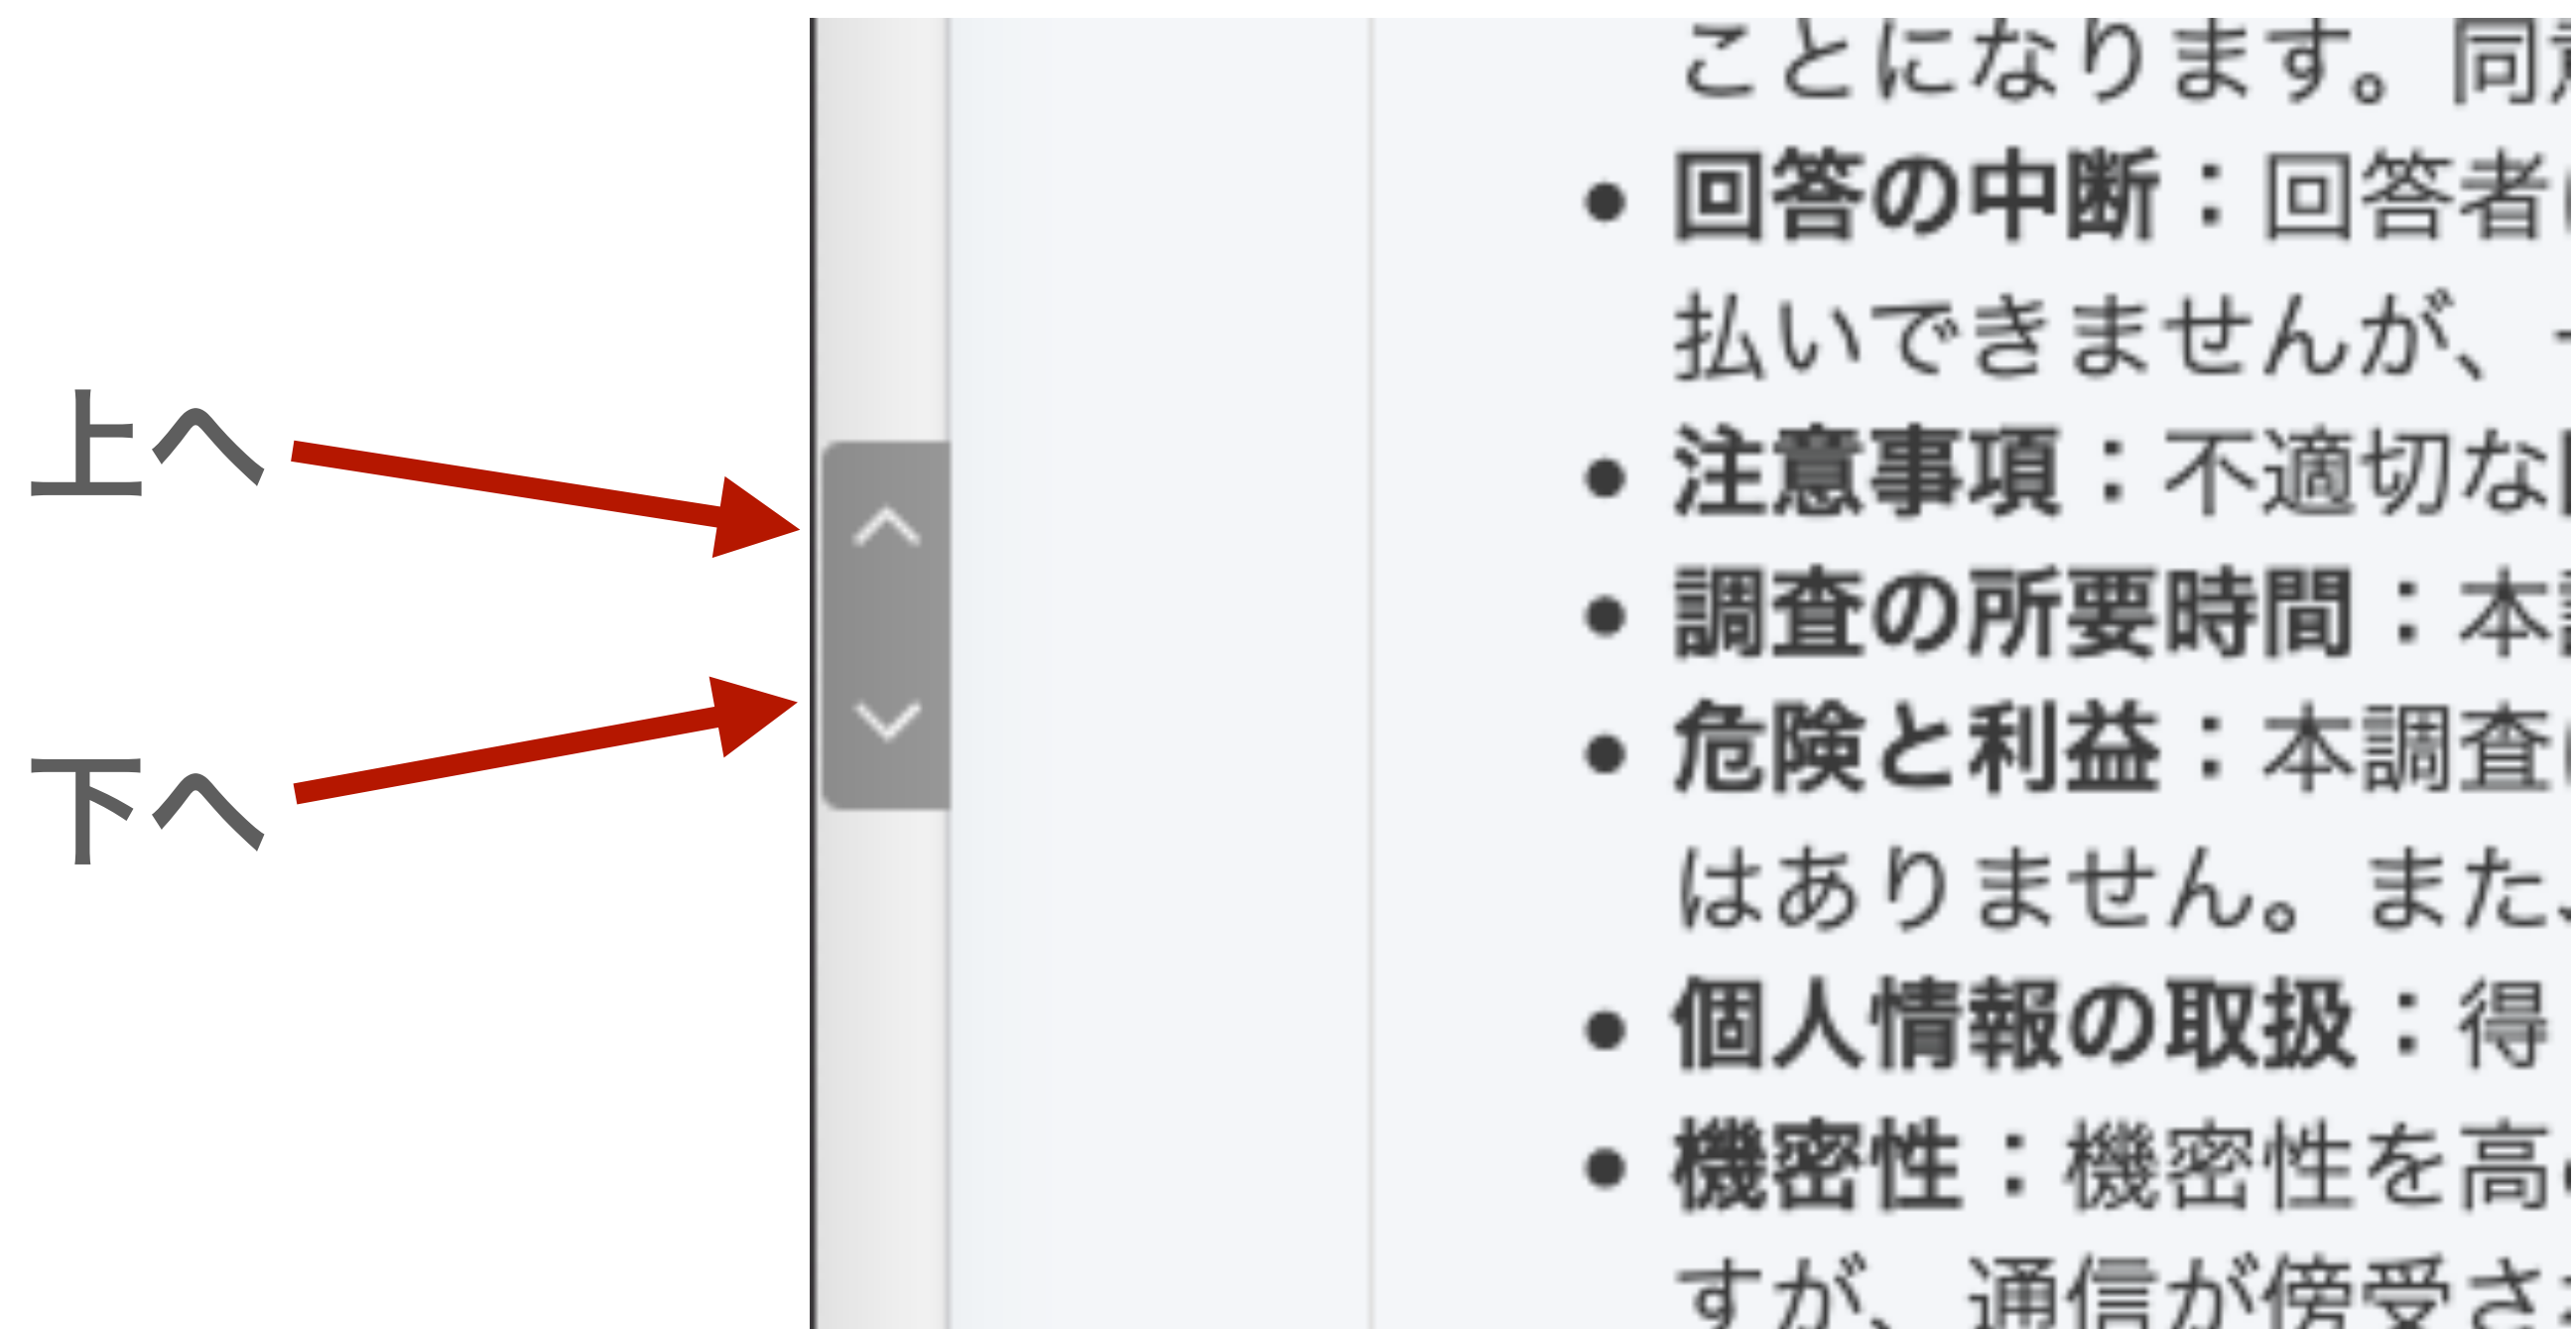 上へ
下へ
ことになります。同意
• 回答の中断：回答者
払いできませんが、
• 注意事項：不適切な
• 調査の所要時間：本
• 危険と利益：本調査
はありません。また、
• 個人情報の取扱：得
• 機密性：機密性を高
すが、通信が傍受さ